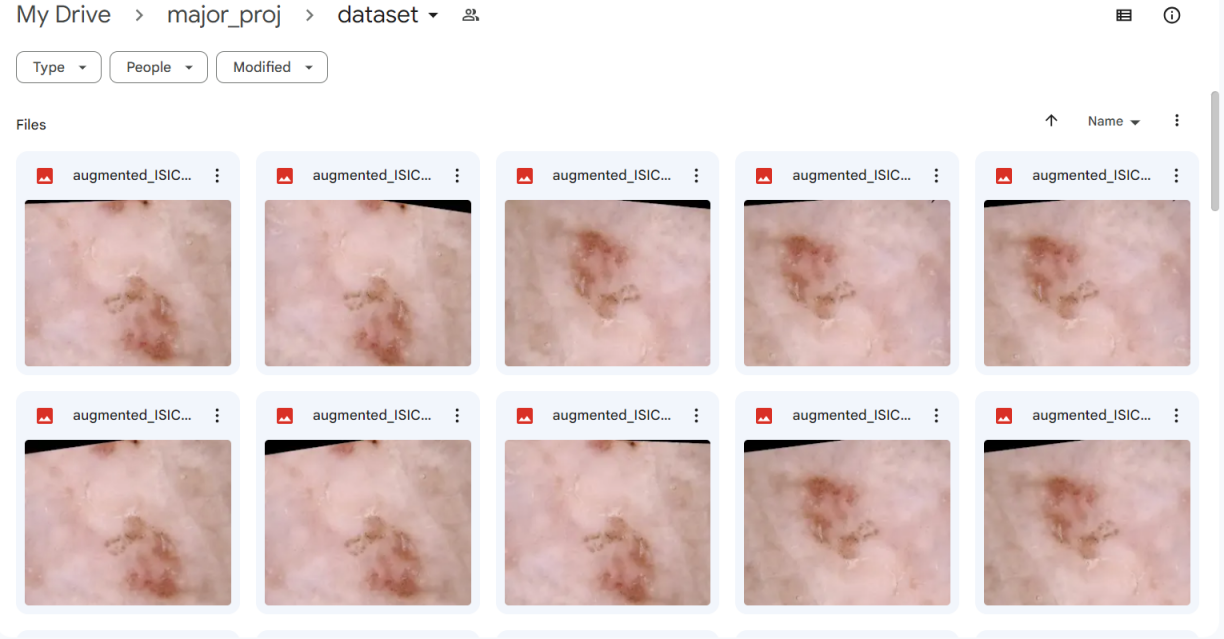 My Drive > major_proj > dataset
Type People Modified
Files Name
augmented_ISIC... augmented_ISIC... augmented_ISIC... augmented_ISIC... augmented_ISIC...
augmented_ISIC... augmented_ISIC... augmented_ISIC... augmented_ISIC... augmented_ISIC...